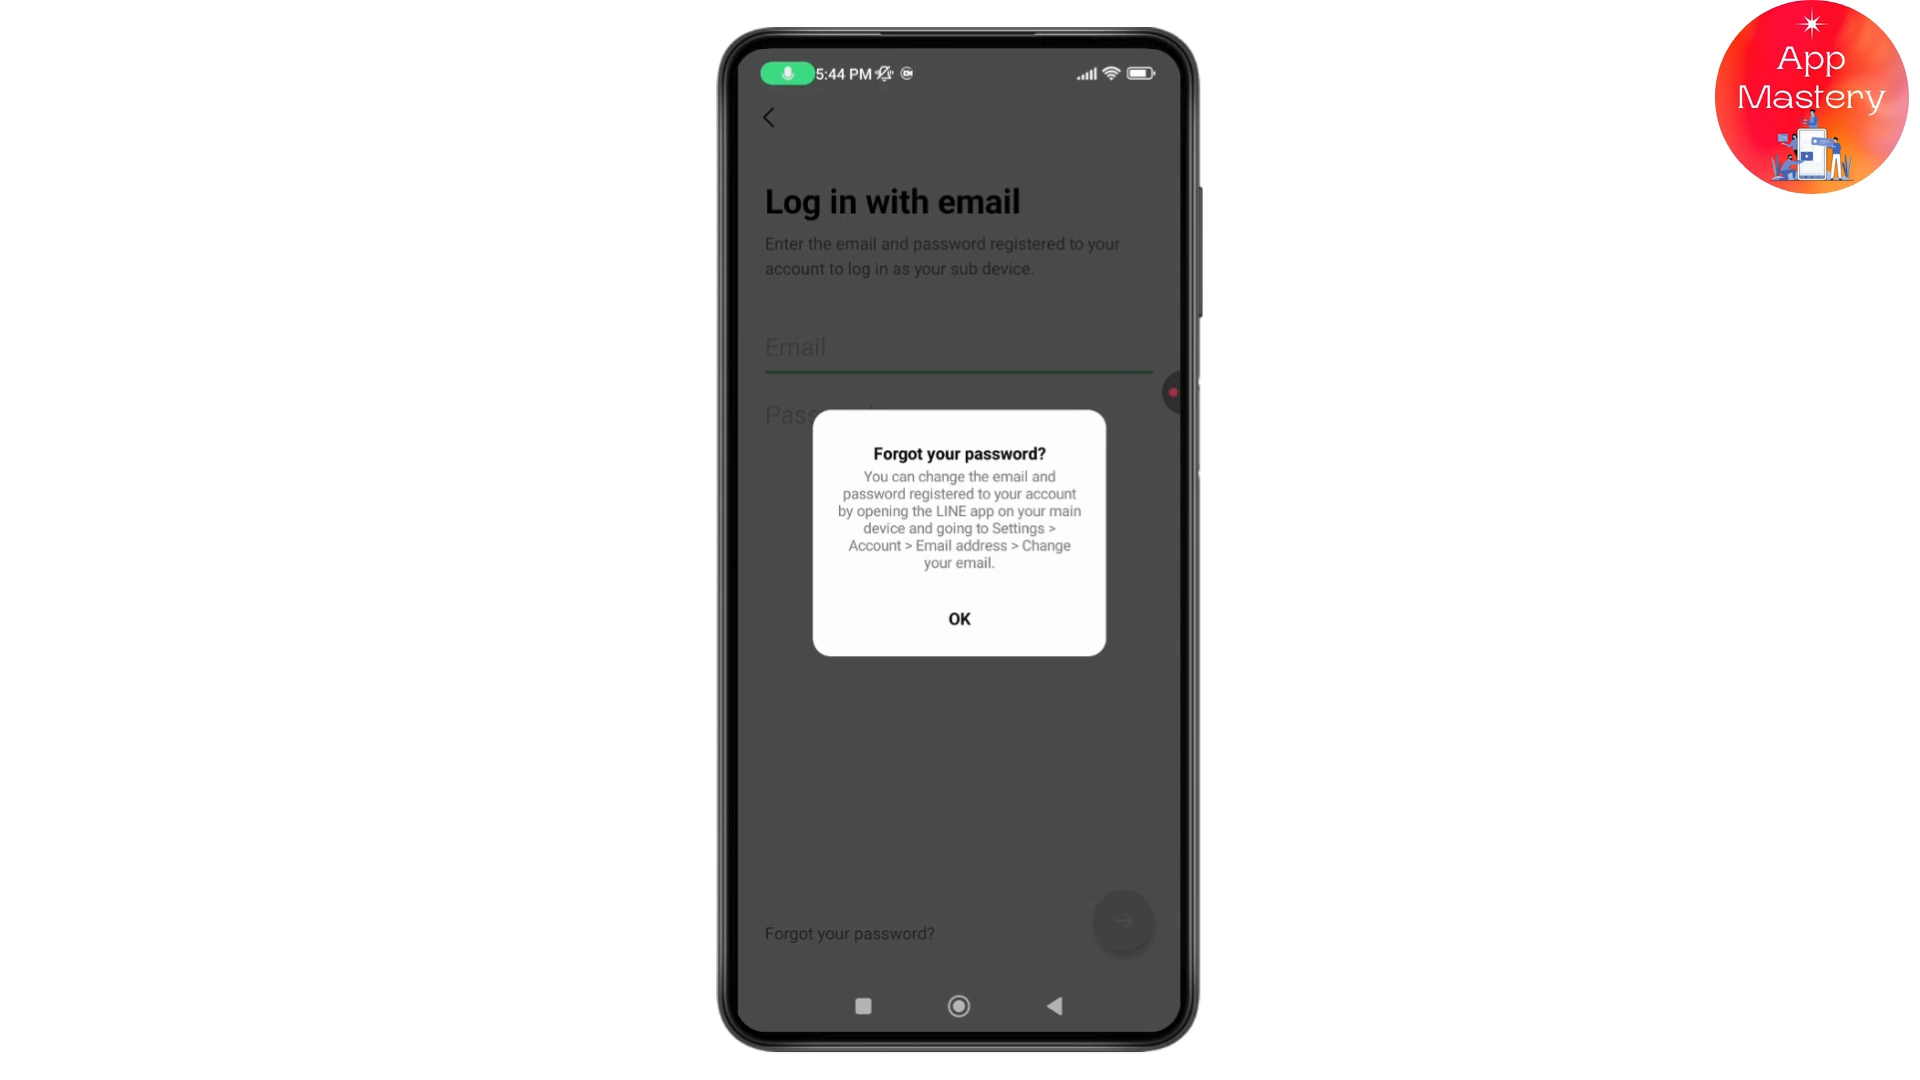 App
Mastery
5:44 PM
Log in with email
Enter the email and password registered to your
account to log in as your sub device.
Email
Forgot your password?
You can change the email and
password registered to your account
by opening the LINE app on your main
device and going to Settings >
Account > Email address > Change
your email.
OK
Forgot your password?